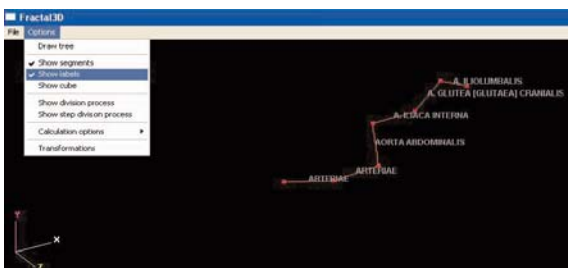 Fractal3D
File Options
Draw tree
Show segments
Show labels
Show cube
Show division process
Show step divison process
Calculation options
Transformations
A. ILIOLUMBALIS
A. GLUTEA [GLUTAEA] CRANIALIS
A. ILIACA INTERNA
AORTA ABDOMINALIS
ARTERIAE
ARTERIAE
Y
X
Z